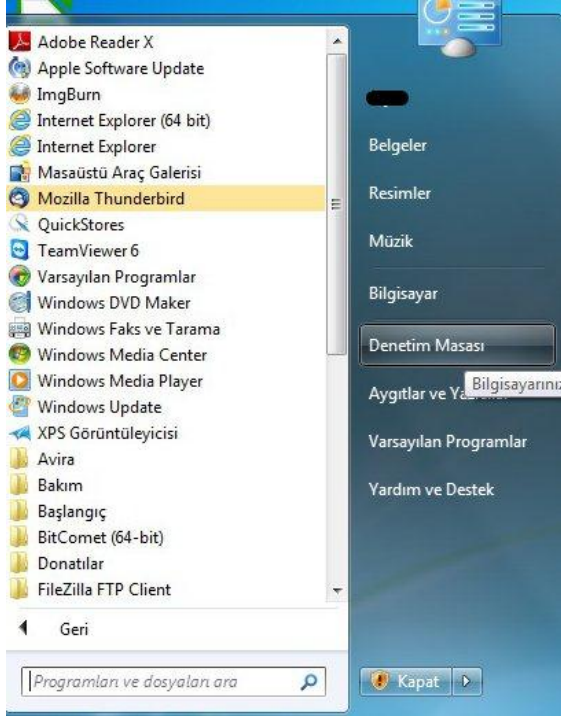 Adobe Reader X
Apple Software Update
ImgBurn
Internet Explorer (64 bit)
Internet Explorer
Masaüstü Araç Galerisi
Mozilla Thunderbird
QuickStores
TeamViewer 6
Varsayılan Programlar
Windows DVD Maker
Windows Faks ve Tarama
Windows Media Center
Windows Media Player
Windows Update
XPS Görüntüleyicisi
Avira
Bakım
Başlangıç
BitComet (64-bit)
Donatılar
FileZilla FTP Client
Geri
Programları ve dosyaları ara
Belgeler
Resimler
Müzik
Bilgisayar
Denetim Masası
Bilgisayarınız
Aygıtlar ve
Varsayılan Programlar
Yardım ve Destek
Kapat